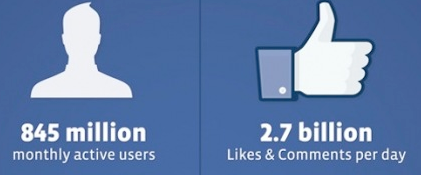 845 million
monthly active users
2.7 billion
Likes & Comments per day